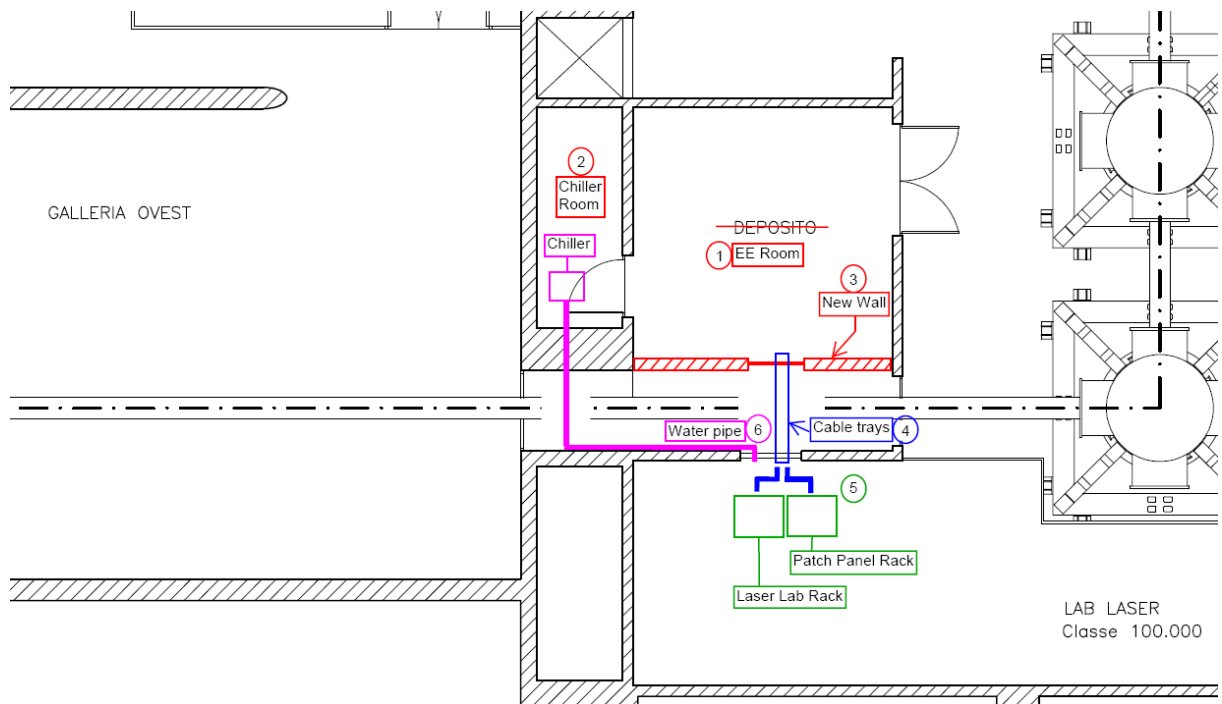 2
Chiller
Room
GALLERIA OVEST
DEPOSITO
Chiller
1
EE Room
3
New Wall
Water pipe
6
Cable trays
4
5
Patch Panel Rack
Laser Lab Rack
LAB LASER
Classe 100.000